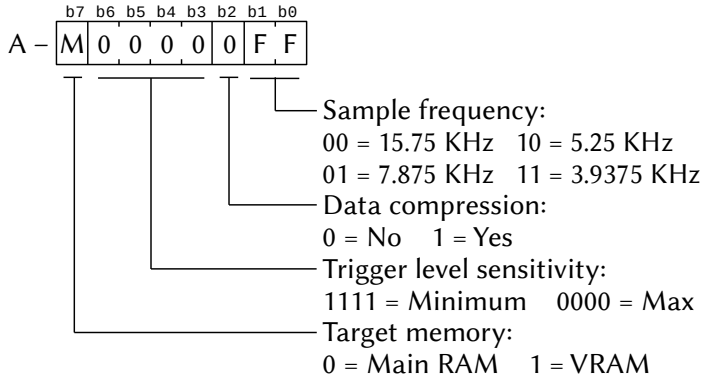 b7 b6 b5 b4 b3 b2 b1 b0
A – M 0 0 0 0 0 F F
Sample frequency:
00 = 15.75 KHz 10 = 5.25 KHz
01 = 7.875 KHz 11 = 3.9375 KHz
Data compression:
0 = No 1 = Yes
Trigger level sensitivity:
1111 = Minimum 0000 = Max
Target memory:
0 = Main RAM 1 = VRAM